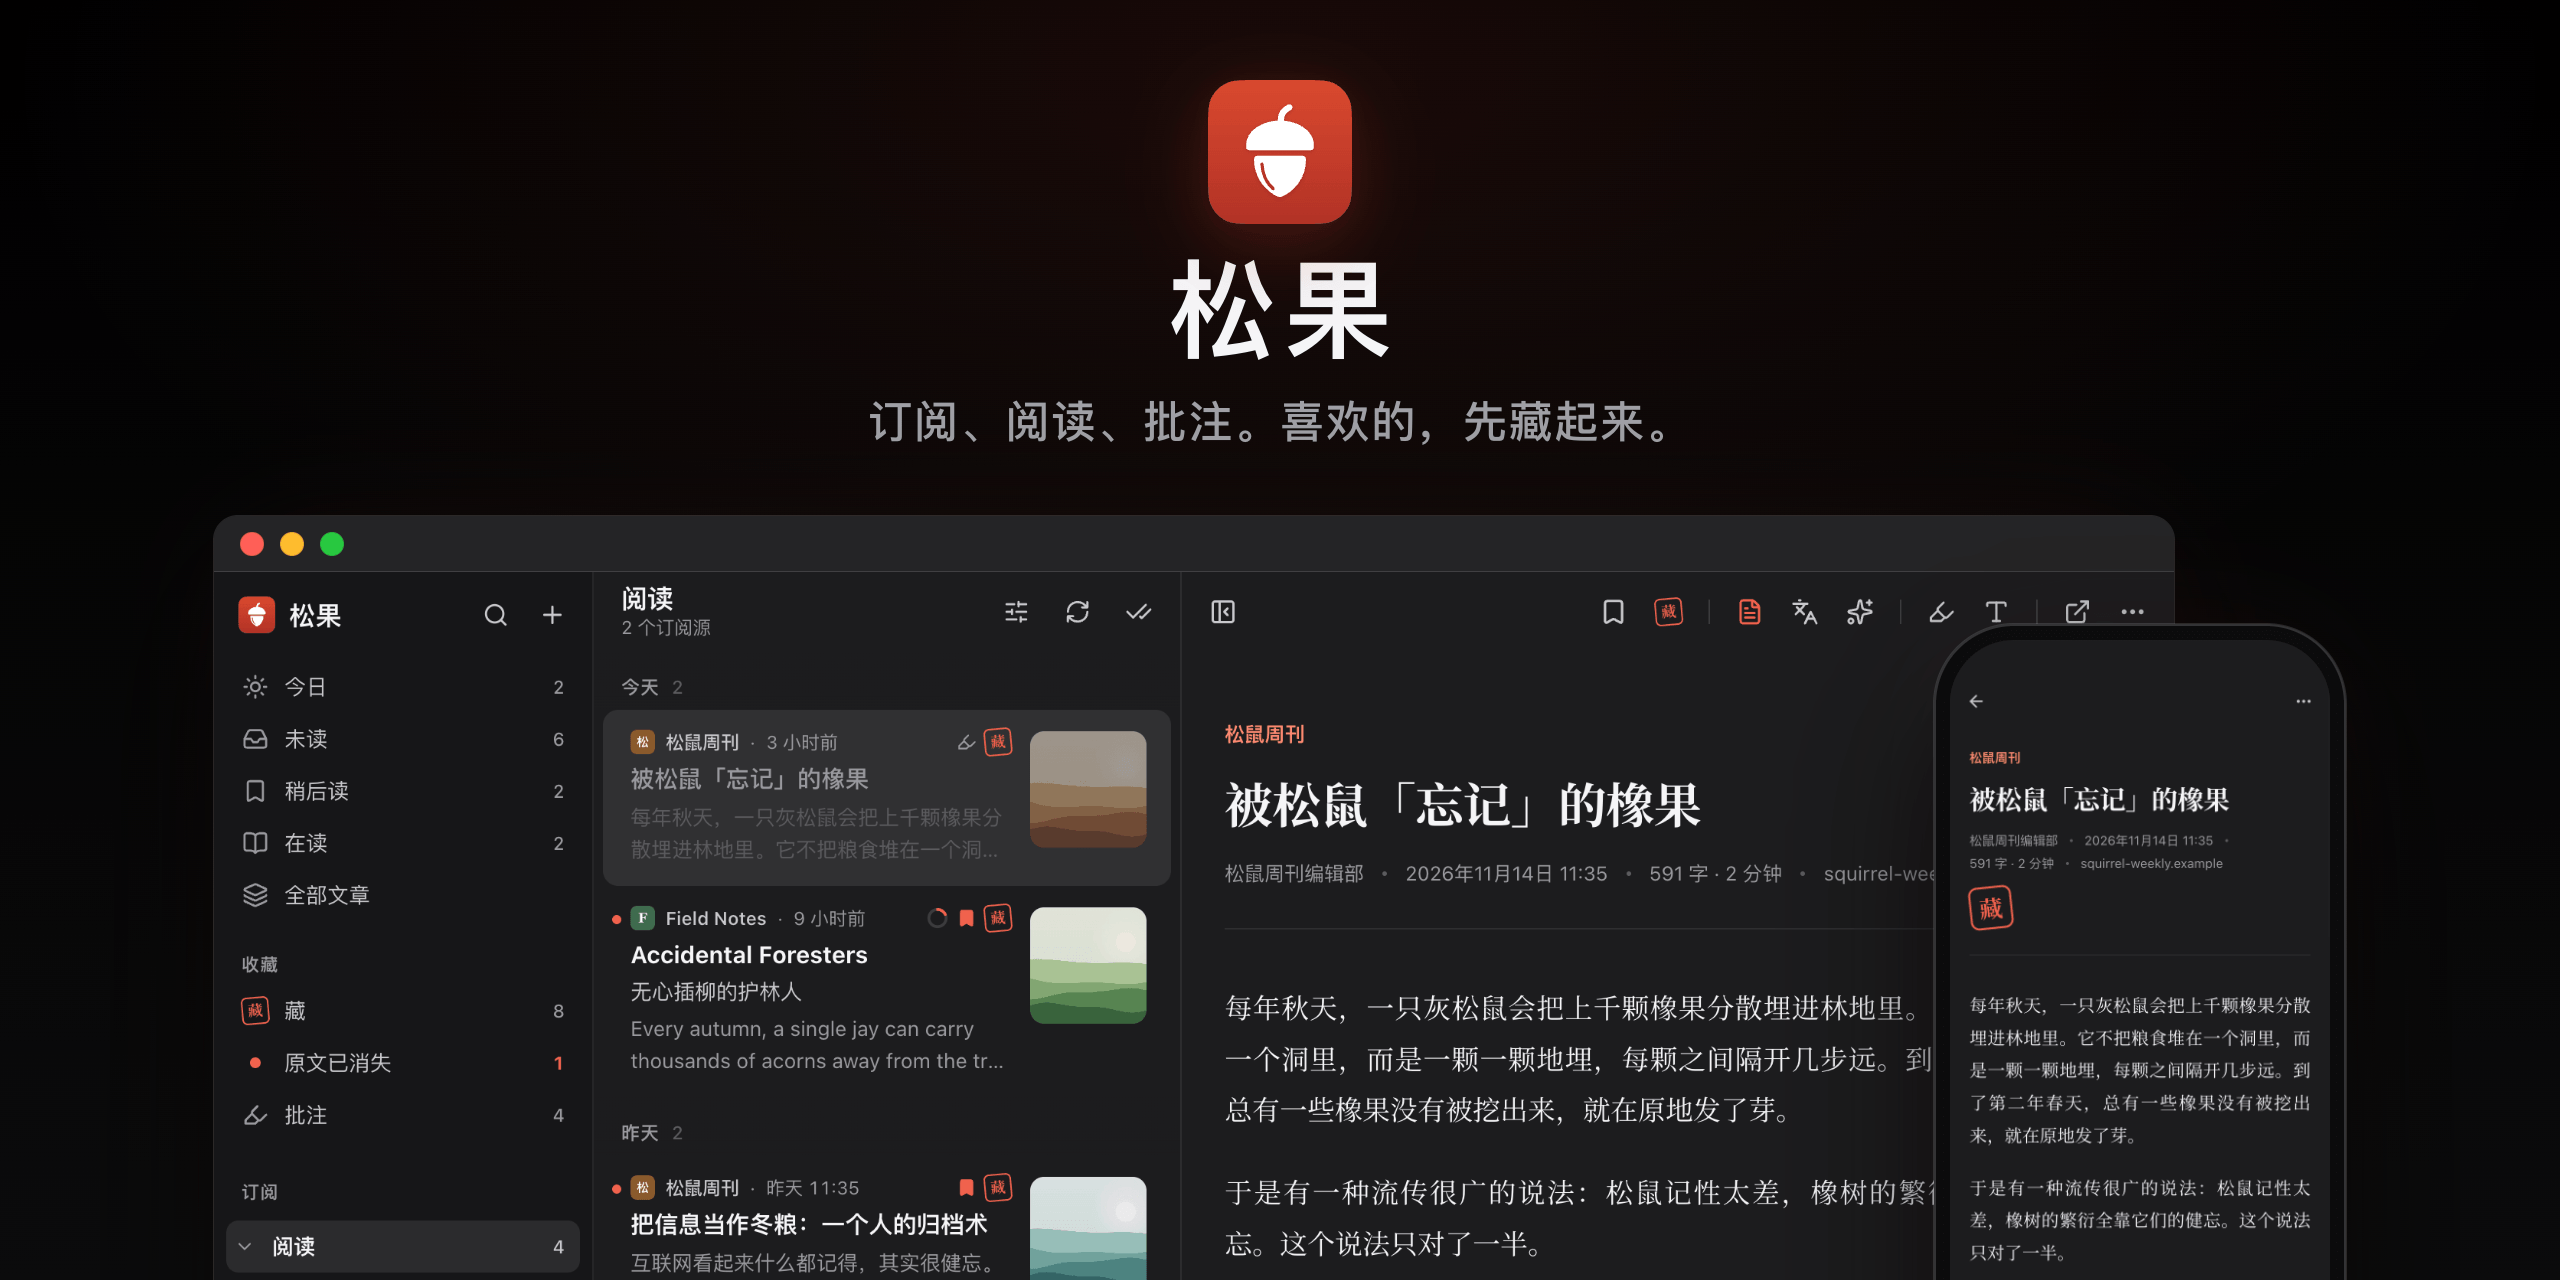 松果
订阅、阅读、批注。喜欢的，先藏起来。
松果
今日 2
未读 6
稍后读 2
在读 2
全部文章
收藏
藏 藏 8
原文已消失 1
批注 4
订阅
阅读 4
阅读
2 个订阅源
今天 2
松 松鼠周刊 · 3 小时前 藏
被松鼠「忘记」的橡果
每年秋天，一只灰松鼠会把上千颗橡果分
散埋进林地里。它不把粮食堆在一个洞...
F Field Notes · 9 小时前 藏
Accidental Foresters
无心插柳的护林人
Every autumn, a single jay can carry
thousands of acorns away from the tr...
昨天 2
松 松鼠周刊 · 昨天 11:35 藏
把信息当作冬粮：一个人的归档术
互联网看起来什么都记得，其实很健忘。
藏
松鼠周刊
被松鼠「忘记」的橡果
松鼠周刊编辑部 • 2026年11月14日 11:35 • 591 字 · 2 分钟 • squirrel-wee
每年秋天，一只灰松鼠会把上千颗橡果分散埋进林地里。
一个洞里，而是一颗一颗地埋，每颗之间隔开几步远。到
总有一些橡果没有被挖出来，就在原地发了芽。
于是有一种流传很广的说法：松鼠记性太差，橡树的繁
忘。这个说法只对了一半。
松鼠周刊
被松鼠「忘记」的橡果
松鼠周刊编辑部 • 2026年11月14日 11:35 •
591 字 · 2 分钟 • squirrel-weekly.example
藏
每年秋天，一只灰松鼠会把上千颗橡果分散
埋进林地里。它不把粮食堆在一个洞里，而
是一颗一颗地埋，每颗之间隔开几步远。到
了第二年春天，总有一些橡果没有被挖出
来，就在原地发了芽。
于是有一种流传很广的说法：松鼠记性太
差，橡树的繁衍全靠它们的健忘。这个说法
只对了一半。